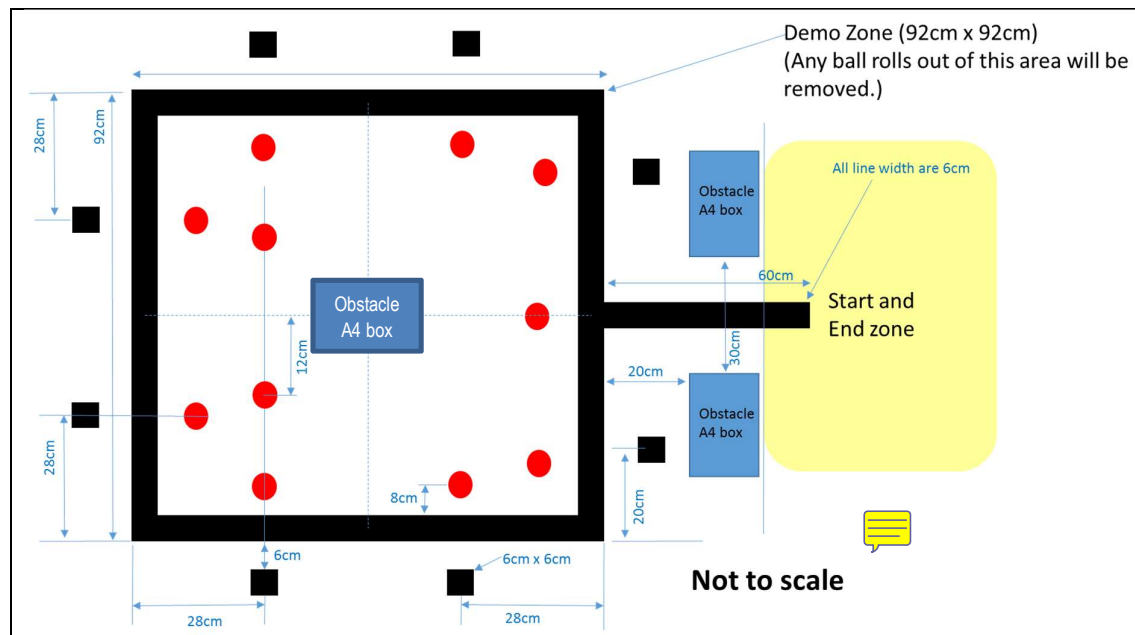 Demo Zone (92cm x 92cm)
(Any ball rolls out of this area will be
removed.)
28cm
92cm
All line width are 6cm
Obstacle
A4 box
60cm
Obstacle
A4 box
Start and
End zone
12cm
30cm
20cm
Obstacle
A4 box
28cm
8cm
20cm
6cm
6cm x 6cm
Not to scale
28cm
28cm